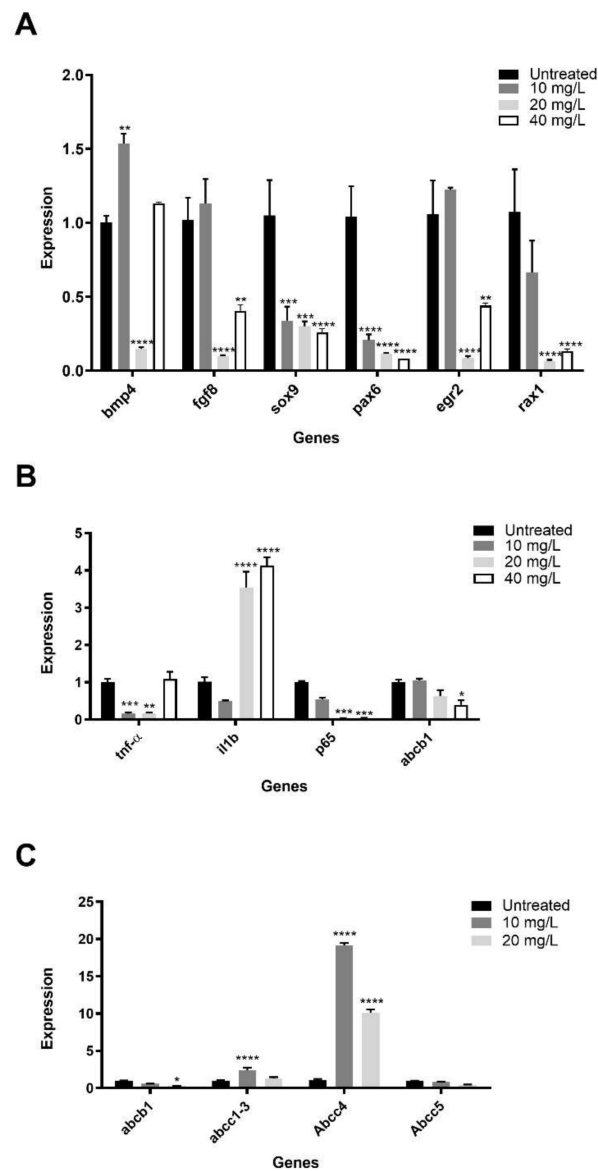 A
Untreated
10 mg/L
20 mg/L
40 mg/L
Expression
2.0
1.5
1.0
0.5
0.0
**
****
****
**
***
***
****
****
****
****
****
**
****
****
bmp4
fgf8
sox9
pax6
egr2
rax1
Genes
B
Untreated
10 mg/L
20 mg/L
40 mg/L
Expression
5
4
3
2
1
0
***
**
****
****
***
***
*
tnf-α
il1b
p65
abcb1
Genes
C
Untreated
10 mg/L
20 mg/L
Expression
25
20
15
10
5
0
*
****
****
****
abcb1
abcc1-3
Abcc4
Abcc5
Genes